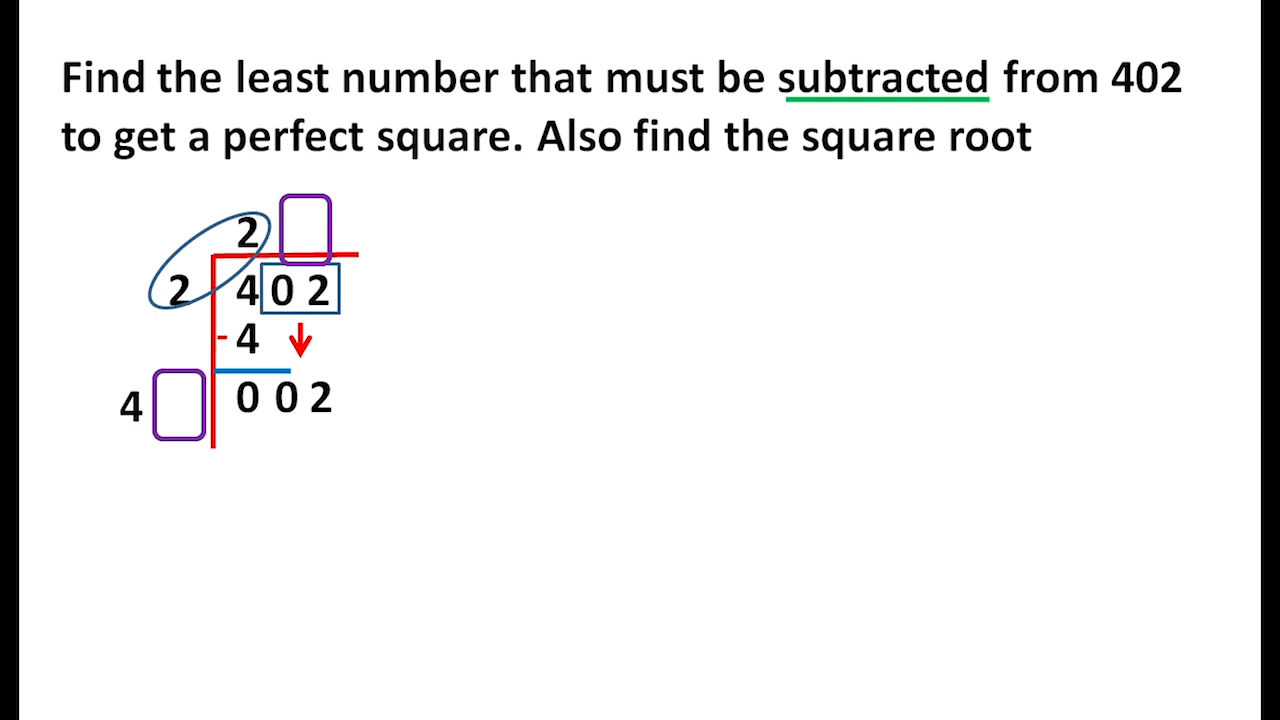 Find the least number that must be subtracted from 402
to get a perfect square. Also find the square root
2
2 4 0 2
- 4
4 0 0 2